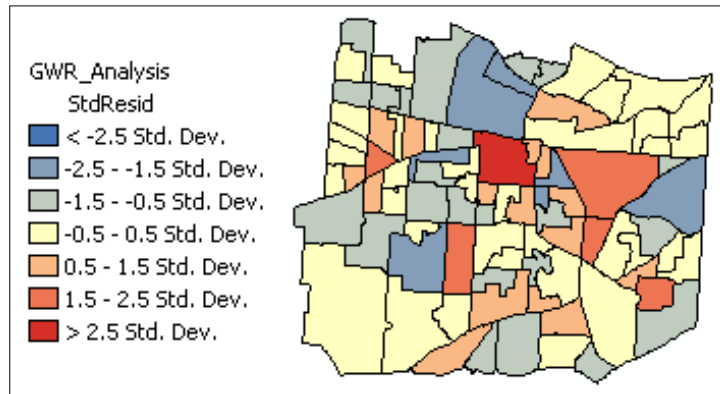 GWR_Analysis
StdResid
< -2.5 Std. Dev.
-2.5 - -1.5 Std. Dev.
-1.5 - -0.5 Std. Dev.
-0.5 - 0.5 Std. Dev.
0.5 - 1.5 Std. Dev.
1.5 - 2.5 Std. Dev.
> 2.5 Std. Dev.